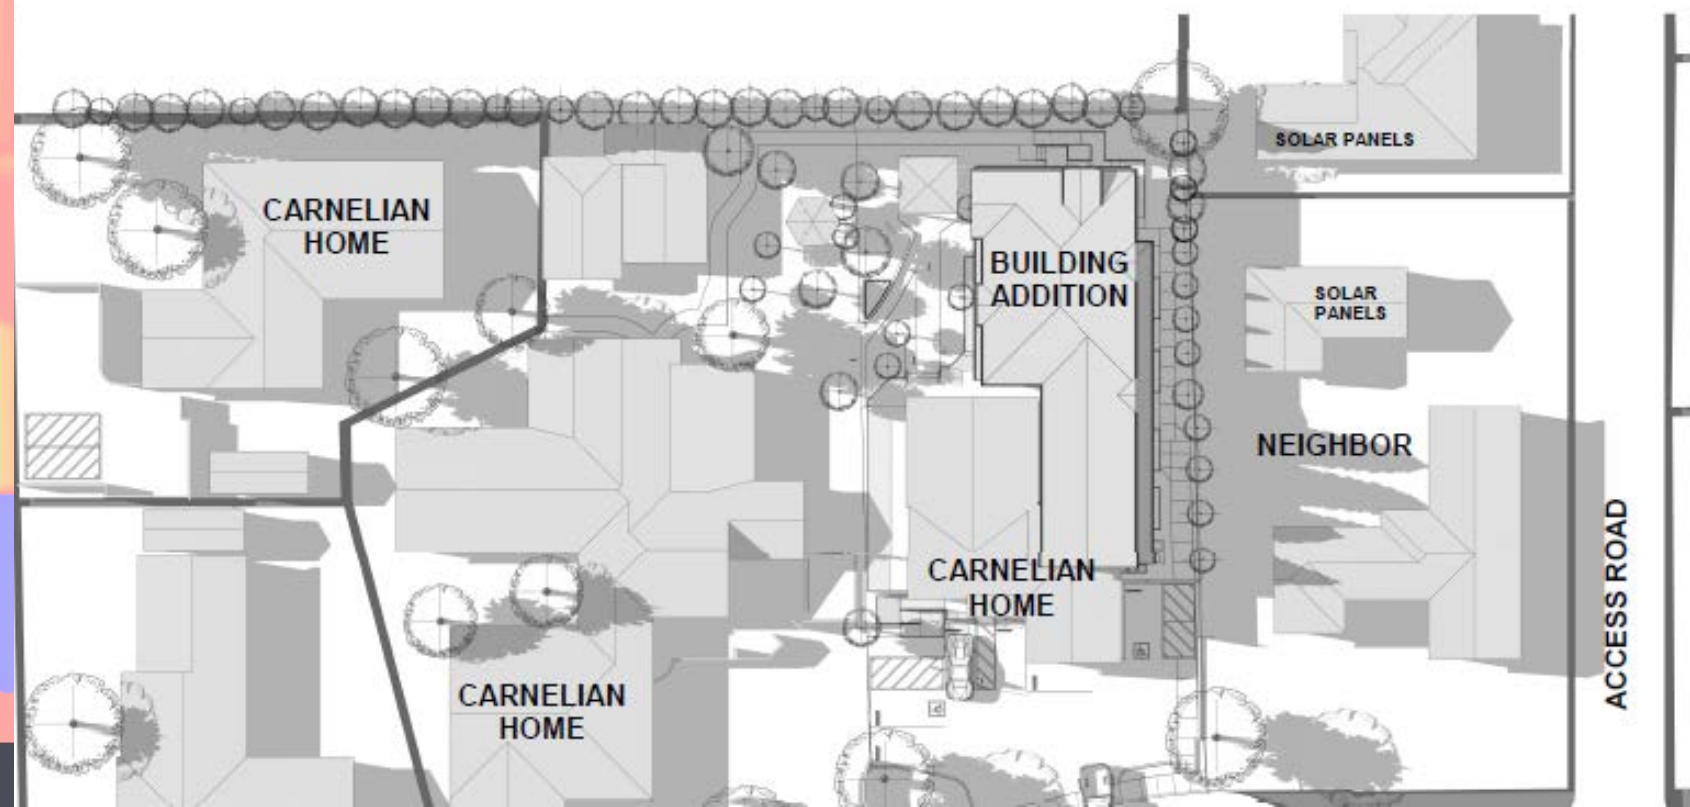 SOLAR PANELS
CARNELIAN
HOME
BUILDING
ADDITION
SOLAR
PANELS
NEIGHBOR
CARNELIAN
HOME
ACCESS ROAD
CARNELIAN
HOME